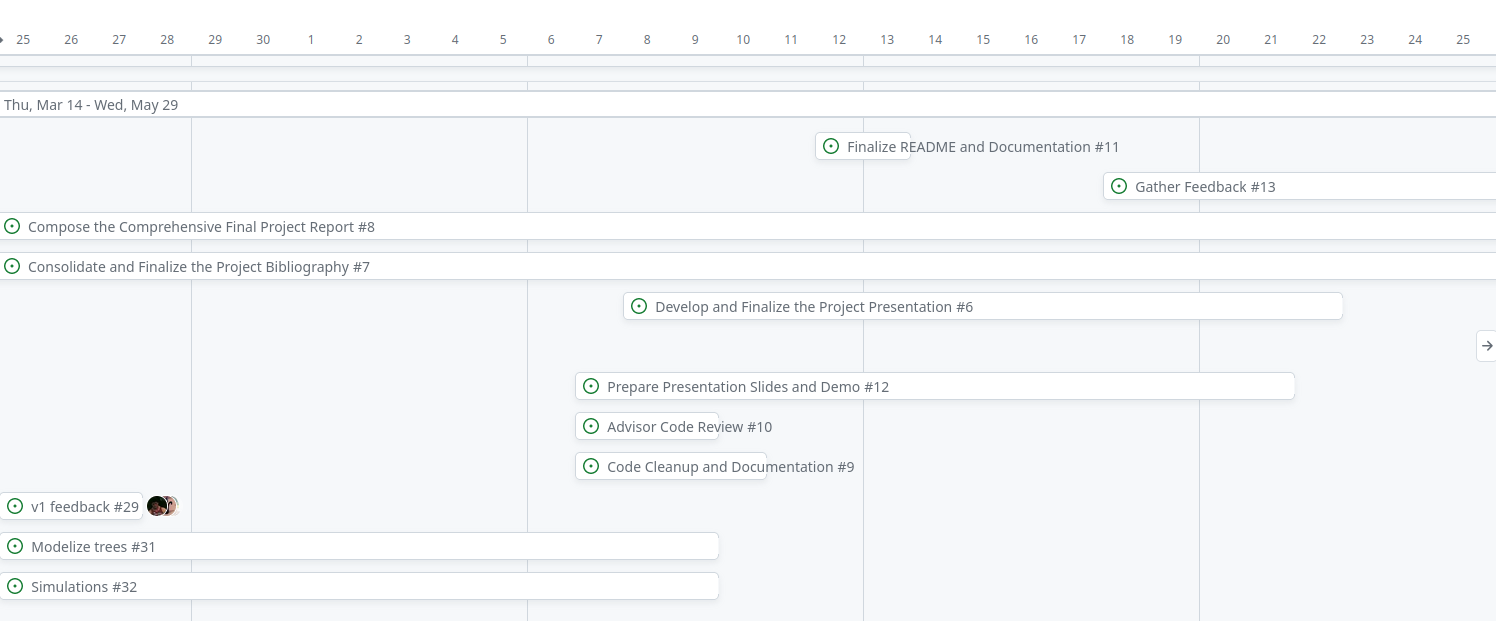 25 26 27 28 29 30 1 2 3 4 5 6 7 8 9 10 11 12 13 14 15 16 17 18 19 20 21 22 23 24 25
Thu, Mar 14 - Wed, May 29
Finalize README and Documentation #11
Gather Feedback #13
Compose the Comprehensive Final Project Report #8
Consolidate and Finalize the Project Bibliography #7
Develop and Finalize the Project Presentation #6
Prepare Presentation Slides and Demo #12
Advisor Code Review #10
Code Cleanup and Documentation #9
v1 feedback #29
Modelize trees #31
Simulations #32